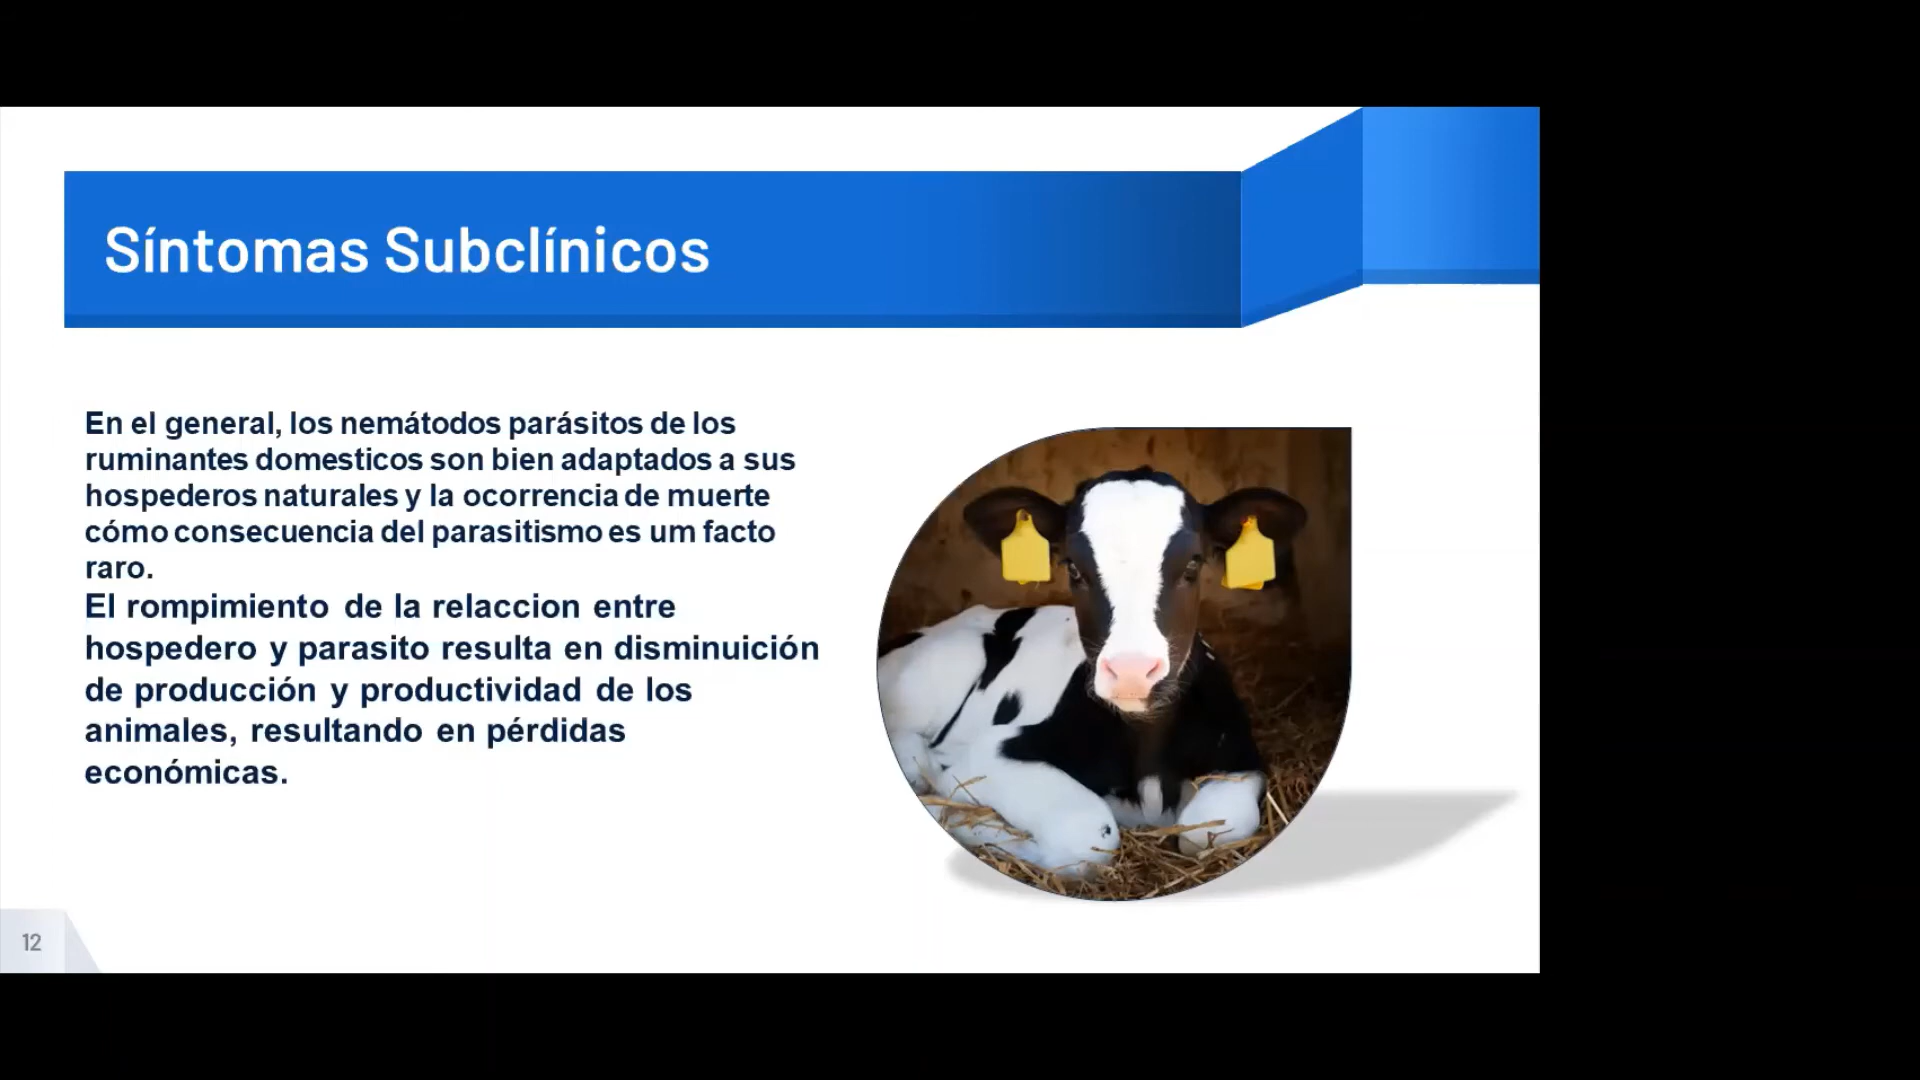 Síntomas Subclínicos
En el general, los nemátodos parásitos de los
ruminantes domesticos son bien adaptados a sus
hospederos naturales y la ocorrencia de muerte
cómo consecuencia del parasitismo es um facto
raro.
El rompimiento de la relaccion entre
hospedero y parasito resulta en disminuición
de producción y productividad de los
animales, resultando en pérdidas
económicas.
12